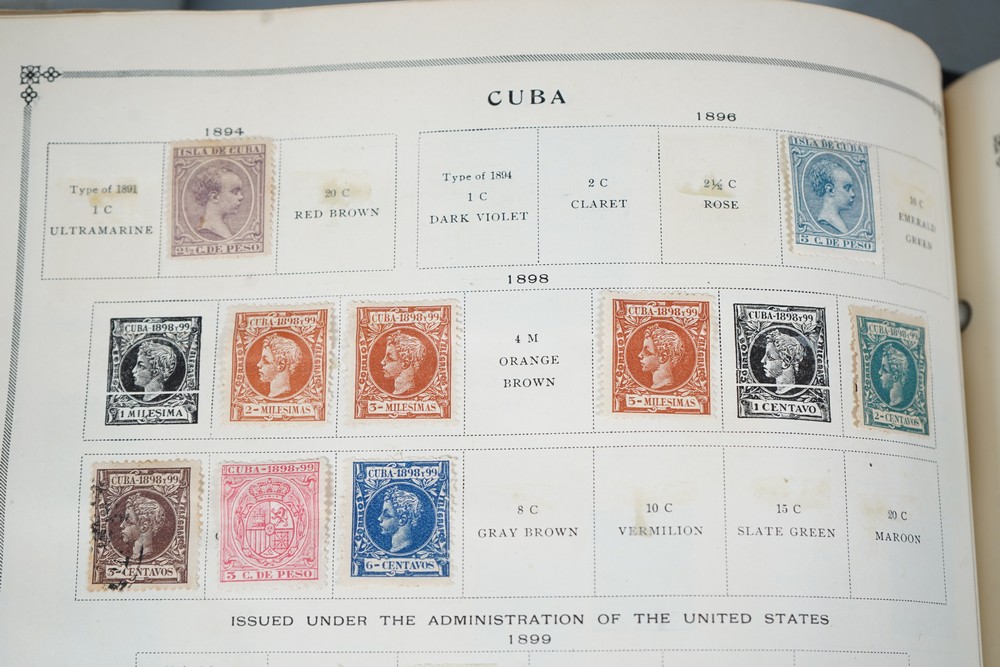 CUBA
1894
1896
Type of 1891
1 C
ULTRAMARINE
ISLA DE CUBA
2½ C. DE PESO
20 C
RED BROWN
Type of 1894
1 C
DARK VIOLET
2 C
CLARET
2½ C
ROSE
ISLA DE CUBA
5 C. DE PESO
EMERALD
GREEN
1898
CUBA-1898 Y 99
1 MILESIMA
CUBA-1898 Y 99
2-MILESIMAS
CUBA-1898 Y 99
3-MILESIMAS
4 M
ORANGE
BROWN
CUBA-1898 Y 99
5-MILESIMAS
CUBA-1898 Y 99
1 CENTAVO
CUBA-1898 Y 99
2-CENTAVOS
CUBA-1898 Y 99
3-CENTAVOS
CUBA-1898 Y 99
5 C. DE PESO
CUBA-1898 Y 99
6-CENTAVOS
8 C
GRAY BROWN
10 C
VERMILION
15 C
SLATE GREEN
20 C
MAROON
ISSUED UNDER THE ADMINISTRATION OF THE UNITED STATES
1899